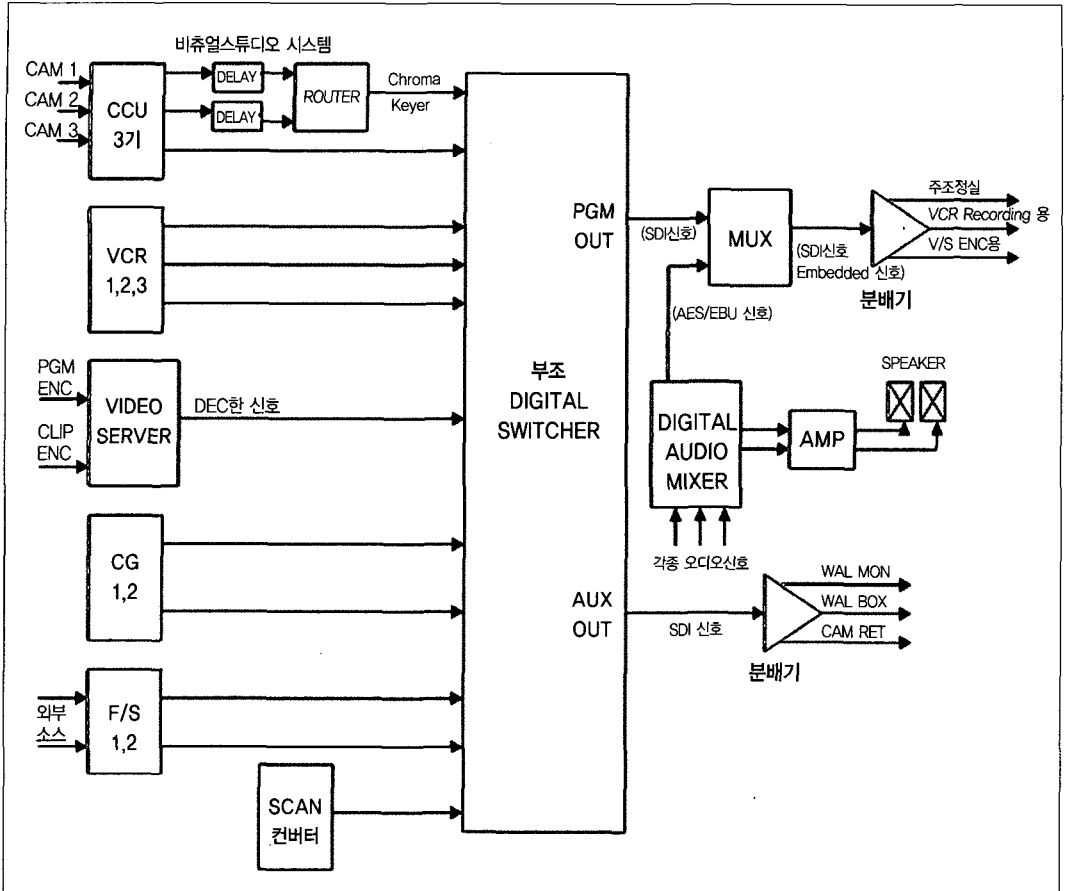 비쥬얼스튜디오 시스템
CAM 1
CAM 2
CAM 3
CCU
3기
DELAY
DELAY
ROUTER
Chroma
Keyer
VCR
1,2,3
PGM
ENC
CLIP
ENC
VIDEO
SERVER
DEC한 신호
CG
1,2
외부
소스
F/S
1,2
SCAN
컨버터
부조
DIGITAL
SWITCHER
PGM
OUT
(SDI신호)
MUX
(SDI신호
Embedded 신호)
주조정실
VCR Recording 용
V/S ENC용
분배기
(AES/EBU 신호)
DIGITAL
AUDIO
MIXER
AMP
SPEAKER
각종 오디오신호
AUX
OUT
SDI 신호
WAL MON
WAL BOX
CAM RET
분배기